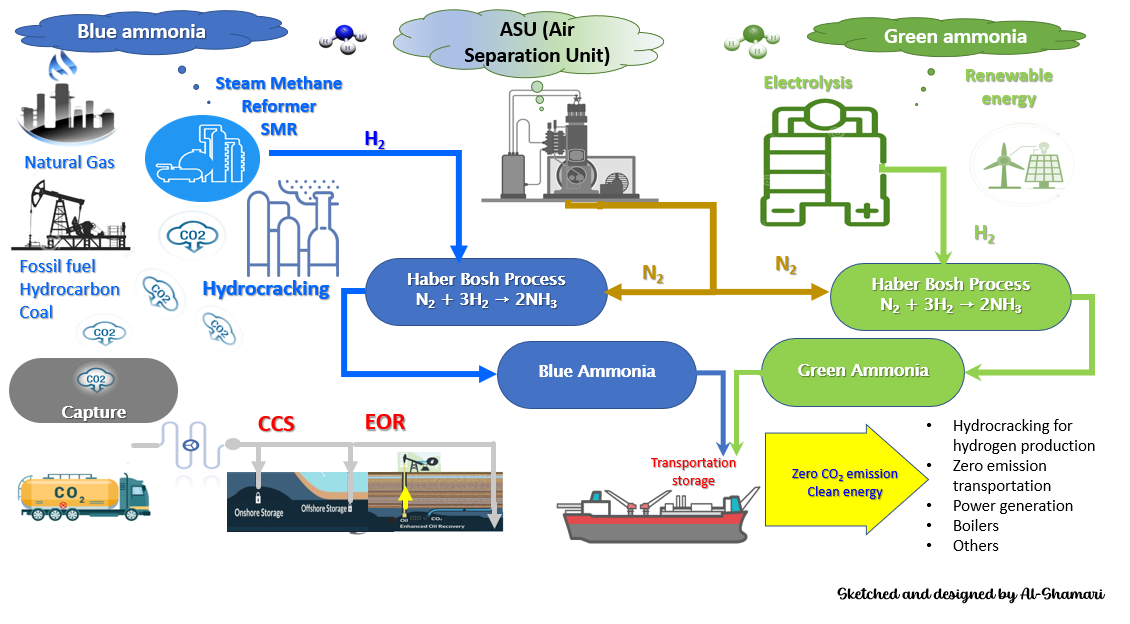 Blue ammonia
ASU (Air
Separation Unit)
Green ammonia
H H H
H H H
Steam Methane
Reformer
SMR
Electrolysis
Renewable
energy
Natural Gas
H₂
CO2
H₂
Fossil fuel
Hydrocarbon
Coal
CO2
Hydrocracking
N₂
N₂
Haber Bosh Process
N₂ + 3H₂ → 2NH₃
Haber Bosh Process
N₂ + 3H₂ → 2NH₃
CO2
CO2
Blue Ammonia
Green Ammonia
CO2
Capture
CCS
EOR
Transportation
storage
Zero CO₂ emission
Clean energy
• Hydrocracking for
hydrogen production
• Zero emission
transportation
• Power generation
• Boilers
• Others
CO₂
Onshore Storage
Offshore Storage
Oil
CO₂
Enhanced Oil Recovery
Sketched and designed by Al-Shamari